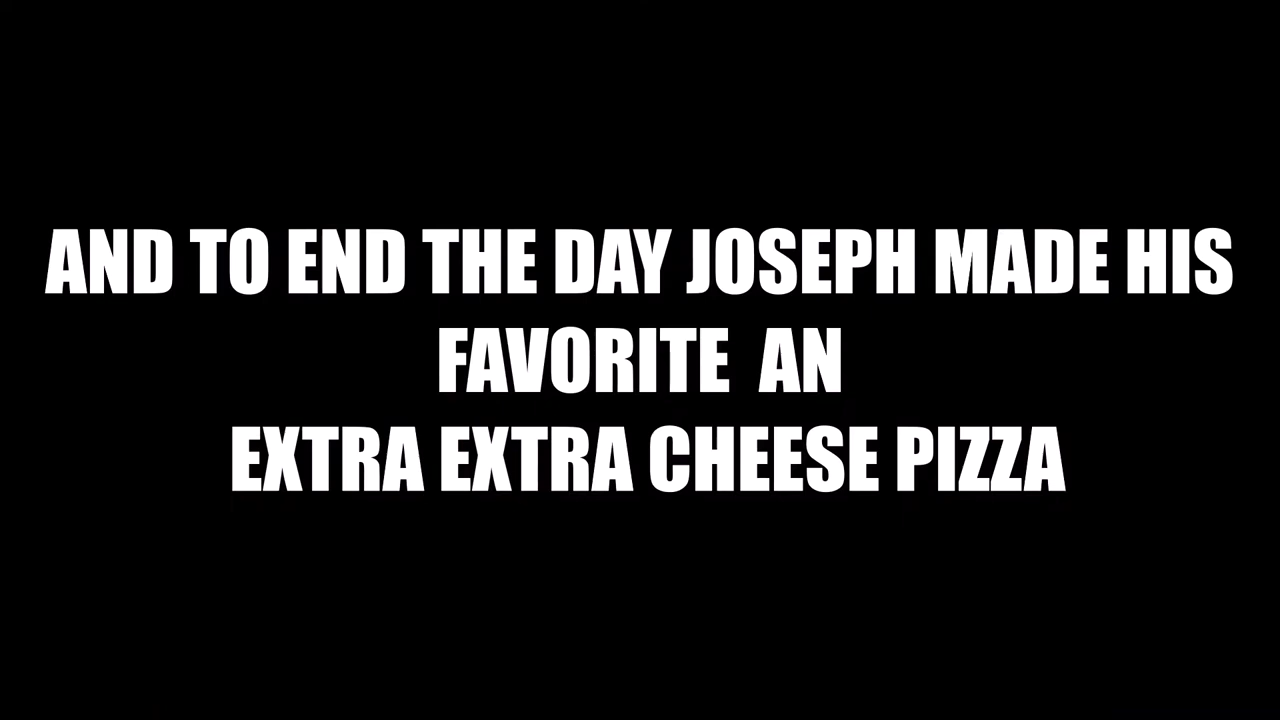 AND TO END THE DAY JOSEPH MADE HIS
FAVORITE  AN
EXTRA EXTRA CHEESE PIZZA